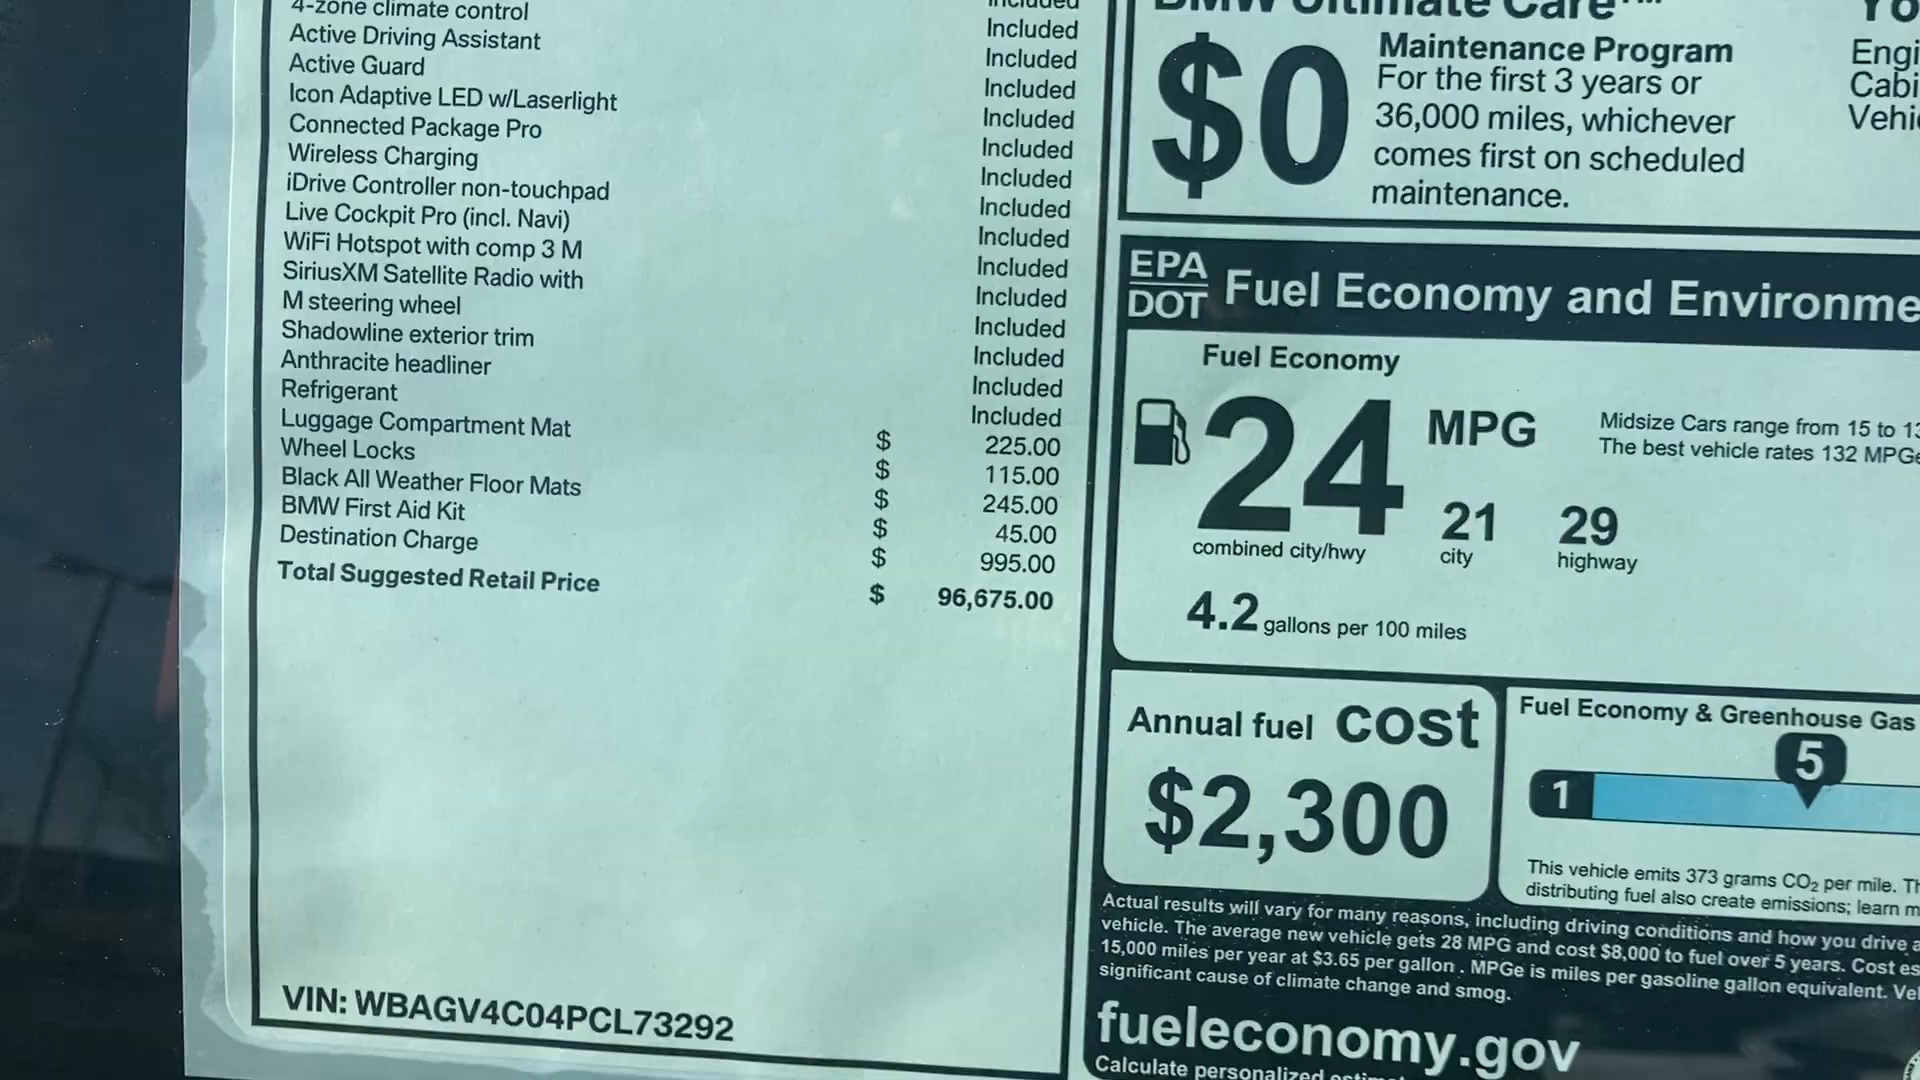 4-zone climate control Included
Active Driving Assistant Included
Active Guard Included
Icon Adaptive LED w/Laserlight Included
Connected Package Pro Included
Wireless Charging Included
iDrive Controller non-touchpad Included
Live Cockpit Pro (incl. Navi) Included
WiFi Hotspot with comp 3 M Included
SiriusXM Satellite Radio with Included
M steering wheel Included
Shadowline exterior trim Included
Anthracite headliner Included
Refrigerant Included
Luggage Compartment Mat $ 225.00
Wheel Locks $ 115.00
Black All Weather Floor Mats $ 245.00
BMW First Aid Kit $ 45.00
Destination Charge $ 995.00
Total Suggested Retail Price $ 96,675.00
VIN: WBAGV4C04PCL73292
BMW Ultimate Care
$0
Maintenance Program
For the first 3 years or
36,000 miles, whichever
comes first on scheduled
maintenance.
EPA
DOT
Fuel Economy and
Fuel Economy
24
MPG
combined city/hwy
21
city
29
highway
4.2 gallons per 100 miles
Midsize Cars range from 15 to
The best vehicle rates 132
Annual fuel cost
$2,300
Fuel Economy & Greenhouse Gas
1
5
This vehicle emits 373 grams CO₂ per mile.
distributing fuel also create emissions; learn
Actual results will vary for many reasons, including driving conditions and how you drive
vehicle. The average new vehicle gets 28 MPG and cost $8,000 to fuel over 5 years. Cost
15,000 miles per year at $3.65 per gallon . MPGe is miles per gasoline gallon equivalent.
significant cause of climate change and smog.
fueleconomy.gov
Calculate personalized